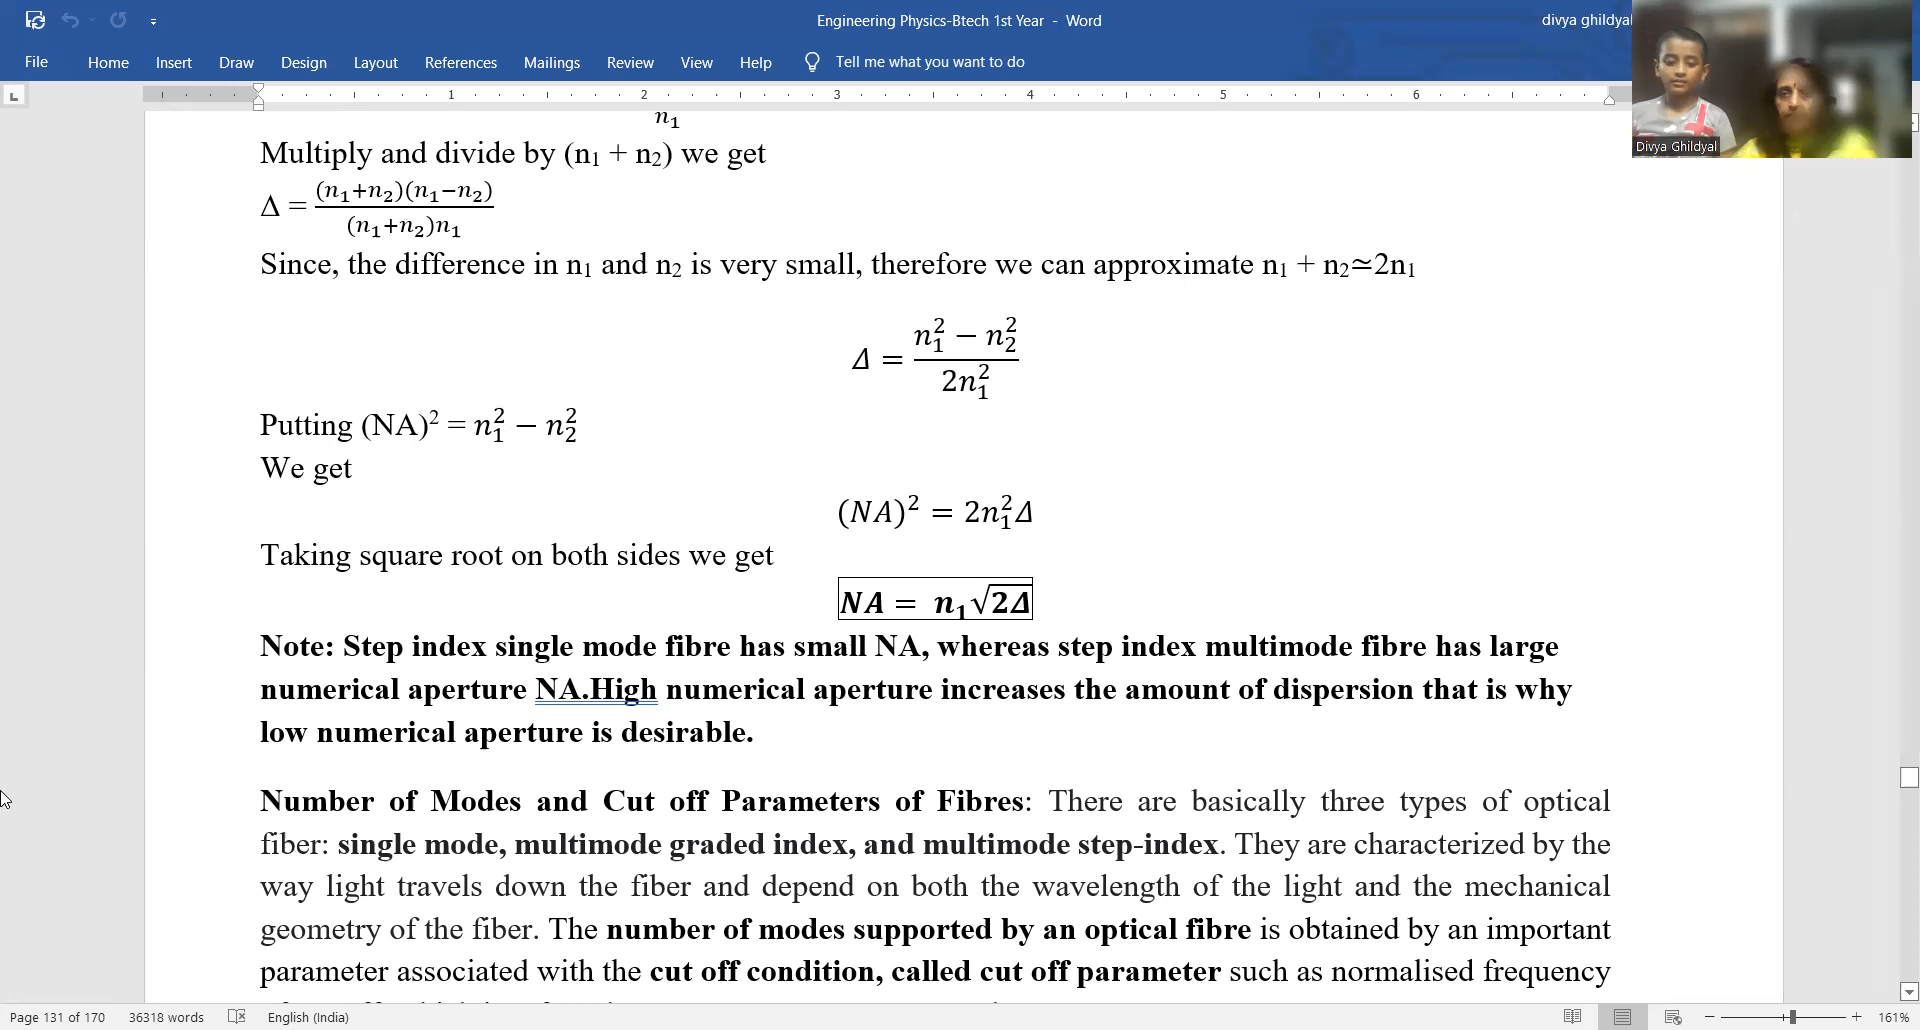 Engineering Physics-Btech 1st Year - Word
divya ghildyal
File Home Insert Draw Design Layout References Mailings Review View Help Tell me what you want to do
1 2 3 4 5 6
Divya Ghildyal
n₁
Multiply and divide by (n₁ + n₂) we get
Δ = (n₁+n₂)(n₁−n₂) / (n₁+n₂)n₁
Since, the difference in n₁ and n₂ is very small, therefore we can approximate n₁ + n₂≃2n₁
Δ = n₁² − n₂² / 2n₁²
Putting (NA)² = n₁² − n₂²
We get
(NA)² = 2n₁²Δ
Taking square root on both sides we get
NA = n₁√2Δ
Note: Step index single mode fibre has small NA, whereas step index multimode fibre has large
numerical aperture NA.High numerical aperture increases the amount of dispersion that is why
low numerical aperture is desirable.
Number of Modes and Cut off Parameters of Fibres: There are basically three types of optical
fiber: single mode, multimode graded index, and multimode step-index. They are characterized by the
way light travels down the fiber and depend on both the wavelength of the light and the mechanical
geometry of the fiber. The number of modes supported by an optical fibre is obtained by an important
parameter associated with the cut off condition, called cut off parameter such as normalised frequency
Page 131 of 170 36318 words English (India) 161%